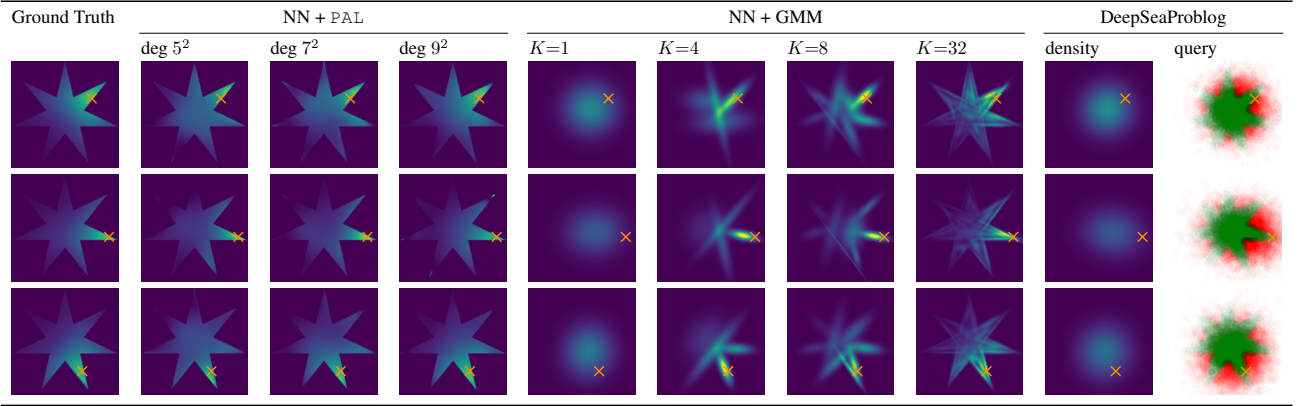 Ground Truth NN + PAL NN + GMM DeepSeaProblog
deg 5² deg 7² deg 9² K=1 K=4 K=8 K=32 density query